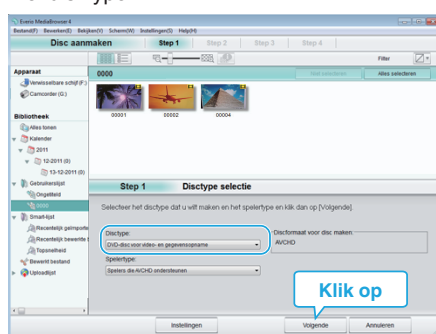 Everio MediaBrowser 4
Bestand(F) Bewerken(E) Bekijken(V) Scherm(W) Instellingen(S) Help(H)
Disc aanmaken
Step 1
Step 2
Step 3
Step 4
Filter
Apparaat
Verwisselbare schijf (F:)
Camcorder (G:)
Bibliotheek
Alles tonen
Kalender
2011
12-2011 (0)
13-12-2011 (0)
Gebruikerslijst
Ongefileld
0000
Smart-lijst
Recentelijk geïmporte
Recentelijk bewerkte t
Topsnelheid
Bewerkt bestand
Uploadlijst
0000
Niet selecteren
Alles selecteren
00001
00002
00004
Step 1
Disctype selectie
Selecteer het disctype dat u wilt maken en het spelertype en klik dan op [Volgende].
Disctype:
DVD-disc voor video- en gegevensopname
Spelertype:
Spelers die AVCHD ondersteunen
Discformaat voor disc maken.
AVCHD
Klik op
Instellingen
Volgende
Annuleren